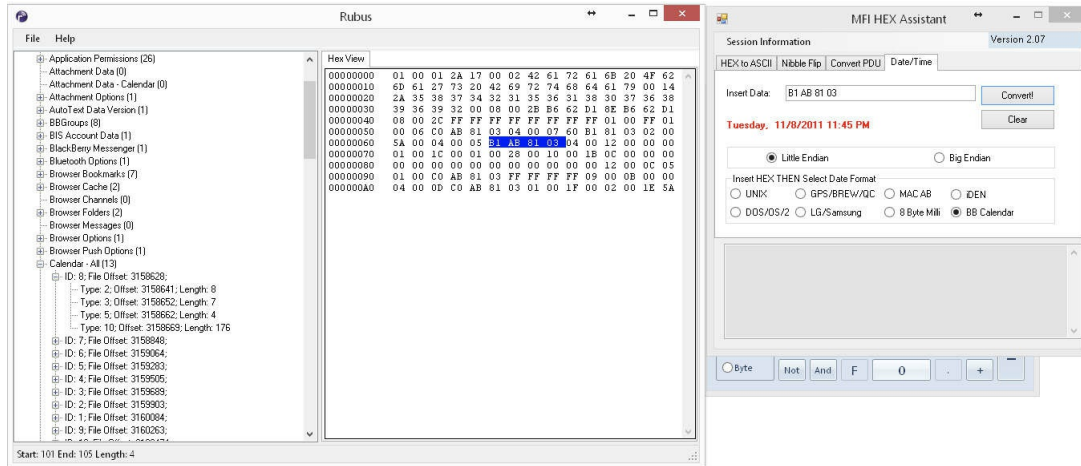 Rubus
File Help
Application Permissions (26)
Attachment Data (0)
Attachment Data - Calendar (0)
Attachment Options (1)
AutoText Data Version (1)
BBGroups (8)
BIS Account Data (1)
BlackBerry Messenger (1)
Bluetooth Options (1)
Browser Bookmarks (7)
Browser Cache (2)
Browser Channels (0)
Browser Folders (2)
Browser Messages (0)
Browser Options (1)
Browser Push Options (1)
Calendar - All (13)
ID: 8; File Offset: 3158628;
Type: 2; Offset: 3158641; Length: 8
Type: 3; Offset: 3158652; Length: 7
Type: 5; Offset: 3158662; Length: 4
Type: 10; Offset: 3158669; Length: 176
ID: 7; File Offset: 3158848;
ID: 6; File Offset: 3159064;
ID: 5; File Offset: 3159283;
ID: 4; File Offset: 3159505;
ID: 3; File Offset: 3159689;
ID: 2; File Offset: 3159903;
ID: 1; File Offset: 3160084;
ID: 9; File Offset: 3160263;
Hex View
00000000 01 00 01 2A 17 00 02 42 61 72 61 6B 20 4F 62
00000010 6D 61 27 73 20 42 69 72 74 68 64 61 79 00 14
00000020 2A 35 38 37 34 32 31 35 36 31 38 30 37 36 38
00000030 39 36 39 32 00 08 00 2B B6 62 D1 8E B6 62 D1
00000040 08 00 2C FF FF FF FF FF FF FF FF 01 00 FF 01
00000050 00 06 C0 AB 81 03 04 00 07 60 B1 81 03 02 00
00000060 5A 00 04 00 05 B1 AB 81 03 04 00 12 00 00 00
00000070 01 00 1C 00 01 00 28 00 10 00 1B 0C 00 00 00
00000080 00 00 00 00 00 00 00 00 00 00 00 12 00 0C 05
00000090 01 00 C0 AB 81 03 FF FF FF FF 09 00 0B 00 00
000000A0 04 00 0D C0 AB 81 03 01 00 1F 00 02 00 1E 5A
Start: 101 End: 105 Length: 4
MFI HEX Assistant
Session Information Version 2.07
HEX to ASCII Nibble Flip Convert PDU Date/Time
Insert Data: B1 AB 81 03 Convert!
Clear
Tuesday, 11/8/2011 11:45 PM
Little Endian Big Endian
Insert HEX THEN Select Date Format
UNIX GPS/BREW/QC MAC AB iDEN
DOS/OS/2 LG/Samsung 8 Byte Milli BB Calendar
Byte Not And F 0 . +